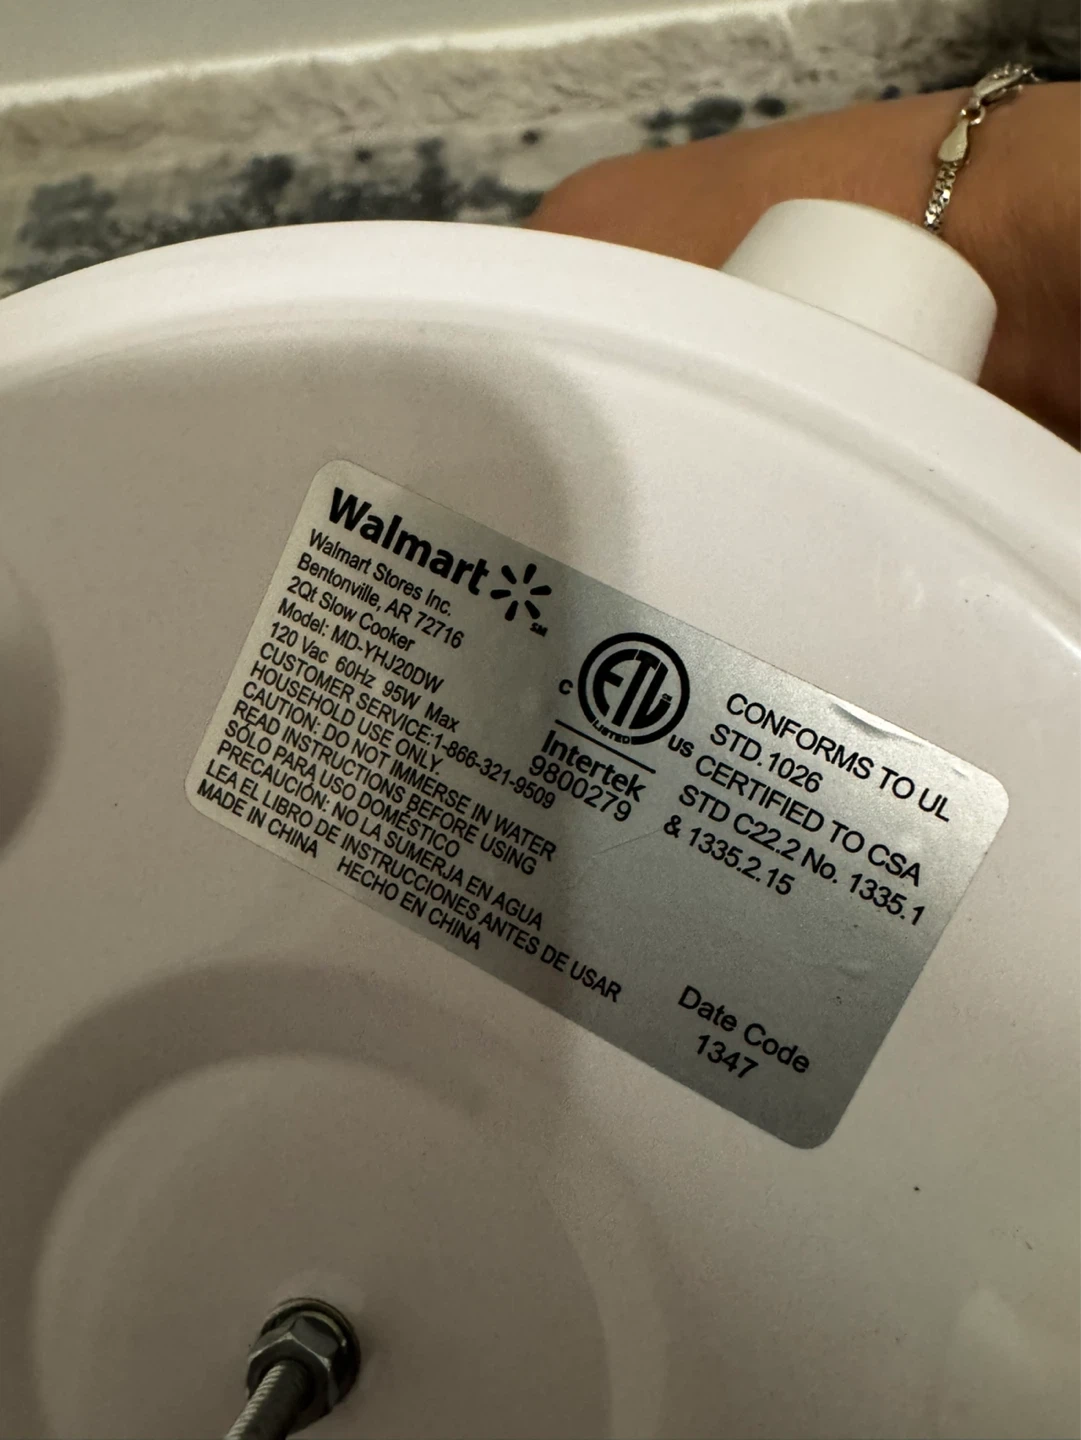 Walmart
SM
Walmart Stores Inc.
Bentonville, AR 72716
2Qt Slow Cooker
Model: MD-YHJ20DW
120 Vac 60Hz 95W Max
CUSTOMER SERVICE:1-866-321-9509
HOUSEHOLD USE ONLY.
CAUTION: DO NOT IMMERSE IN WATER
READ INSTRUCTIONS BEFORE USING
SÓLO PARA USO DOMÉSTICO
PRECAUCIÓN: NO LA SUMERJA EN AGUA
LEA EL LIBRO DE INSTRUCCIONES ANTES DE USAR
MADE IN CHINA HECHO EN CHINA
C ETL US
LISTED
Intertek
9800279
CONFORMS TO UL
STD.1026
CERTIFIED TO CSA
STD C22.2 No. 1335.1
& 1335.2.15
Date Code
1347